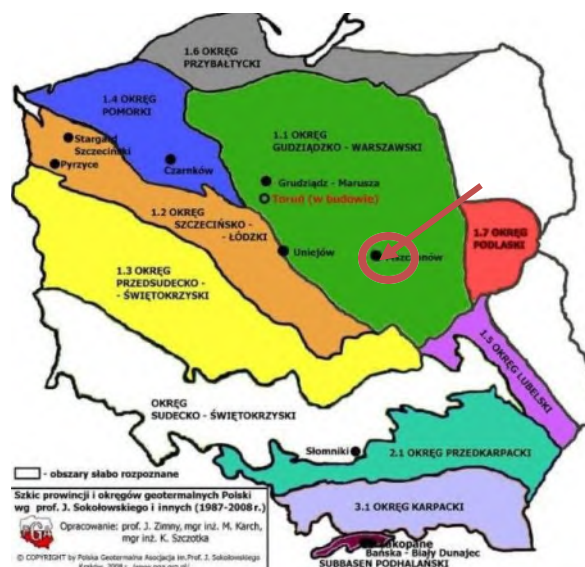 1.6 OKRĘG
PRZYBAŁTYCKI
1.4 OKRĘG
POMORKI
1.1 OKRĘG
GUDZIĄDZKO - WARSZAWSKI
Stargard
Szczeciński
Pyrzyce
Czarnków
Grudziądz - Marusza
Toruń (w budowie)
1.2 OKRĘG
SZCZECIŃSKO -
- ŁÓDZKI
1.7 OKRĘG
PODLASKI
Uniejów
1.3 OKRĘG
PRZEDSUDECKO -
- ŚWIĘTOKRZYSKI
1.5 OKRĘG LUBELSKI
OKRĘG
SUDECKO - ŚWIĘTOKRZYSKI
Słomniki
2.1 OKRĘG PRZEDKARPACKI
- obszary słabo rozpoznane
Szkic prowincji i okręgów geotermalnych Polski
wg prof. J. Sokołowskiego i innych (1987-2008r.)
Opracowanie: prof. J. Zimny, mgr inż. M. Karch,
mgr inż. K. Szczotka
© COPYRIGHT by Polska Geotermalna Asocjacja im.Prof. J. Sokołowskiego
3.1 OKRĘG KARPACKI
Zakopane
Bańska - Biały Dunajec
SUBBASEN PODHALAŃSKI